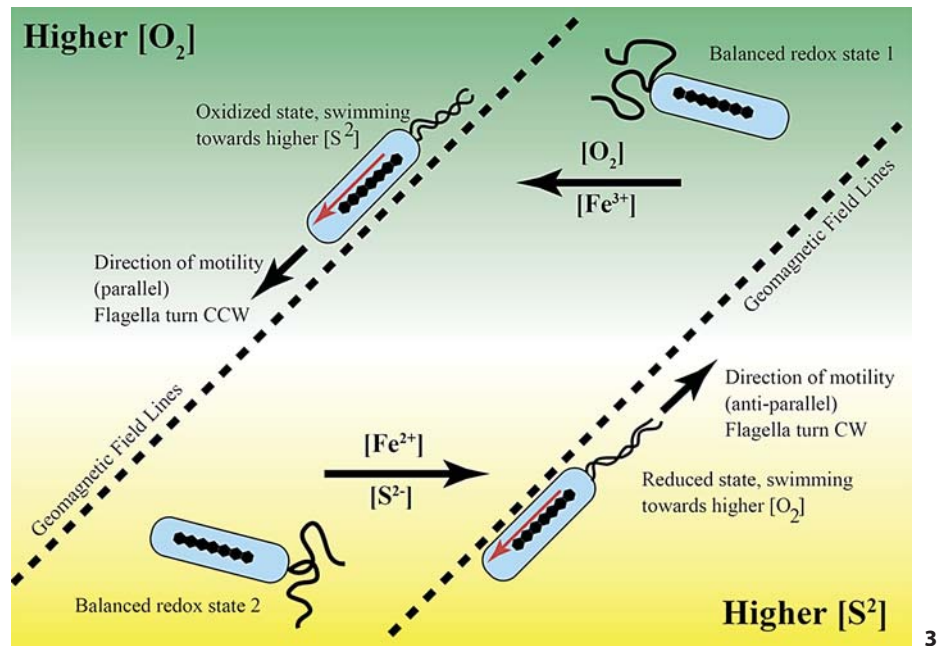 Higher [O2]
Balanced redox state 1
Oxidized state, swimming
towards higher [S2]
[O2]
[Fe3+]
Geomagnetic Field Lines
Direction of motility
(parallel)
Flagella turn CCW
Direction of motility
(anti-parallel)
Flagella turn CW
Geomagnetic Field Lines
[Fe2+]
[S2-]
Reduced state, swimming
towards higher [O2]
Balanced redox state 2
Higher [S2]
3